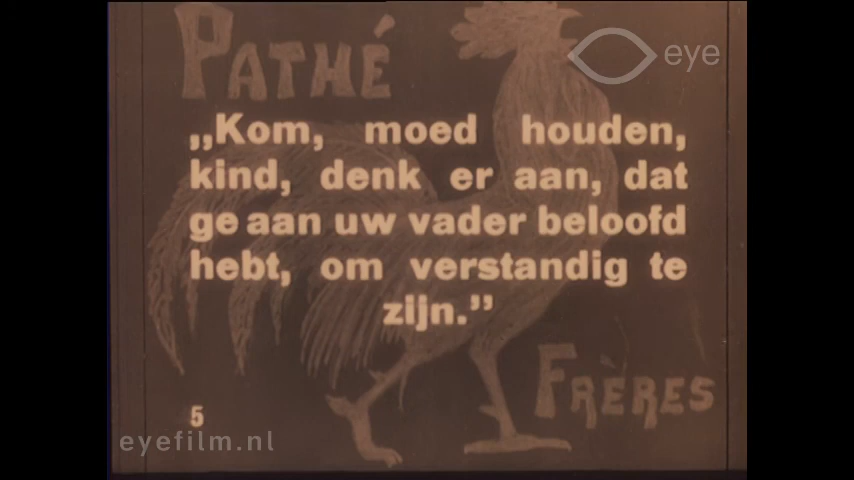 PATHÉ
eye
„Kom, moed houden,
kind, denk er aan, dat
ge aan uw vader beloofd
hebt, om verstandig te
zijn.”
FRÈRES
5
eyefilm.nl